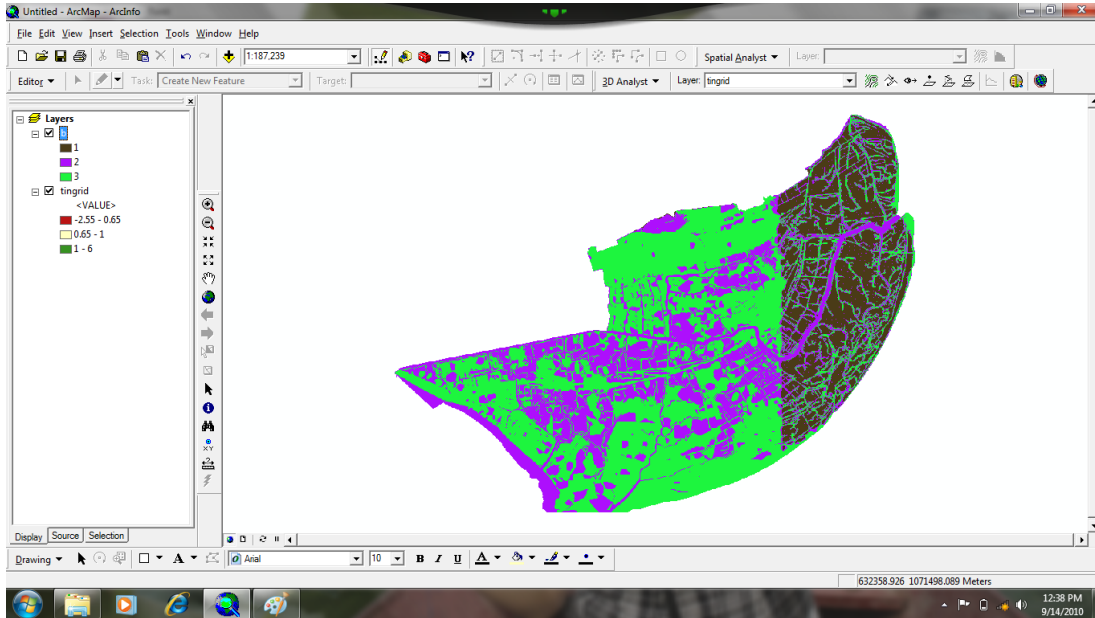 Untitled - ArcMap - ArcInfo
File Edit View Insert Selection Tools Window Help
1:187,239
Spatial Analyst Layer:
Editor Task: Create New Feature Target:
3D Analyst Layer: tingrid
Layers
b
1
2
3
tingrid
<VALUE>
-2.55 - 0.65
0.65 - 1
1 - 6
XY
Display Source Selection
Drawing A Arial 10 B I U A
632358.926 1071498.089 Meters
12:38 PM
9/14/2010